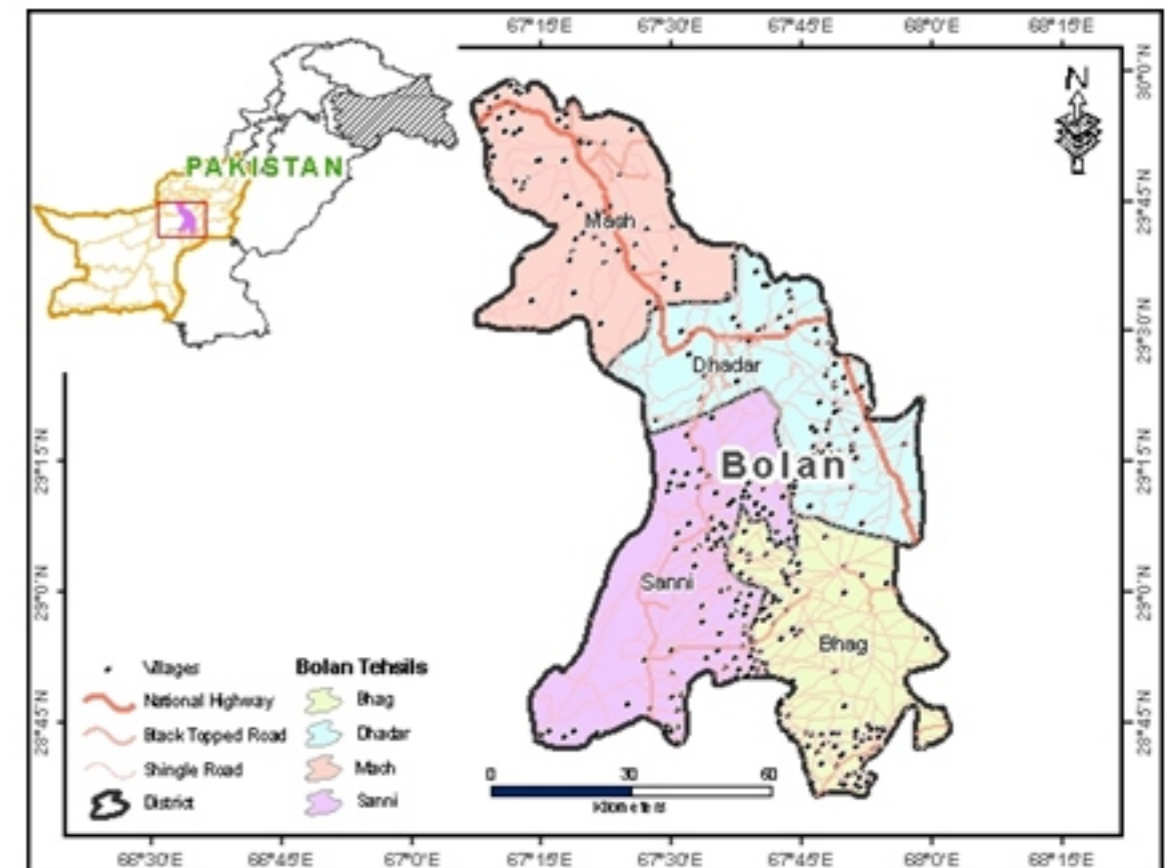 67°15'E 67°30'E 67°45'E 68°0'E 68°15'E
N
30°0'N
PAKISTAN
29°45'N
Mach
29°30'N
Dhadar
Bolan
29°15'N 29°15'N
Sanni
29°0'N 29°0'N
Bhag
Villages
National Highway
Black Topped Road
Shingle Road
District
Bolan Tehsils
Bhag
Dhadar
Mach
Sanni
28°45'N 28°45'N
0 30 60
Kilometers
66°30'E 66°45'E 67°0'E 67°15'E 67°30'E 67°45'E 68°0'E 68°15'E